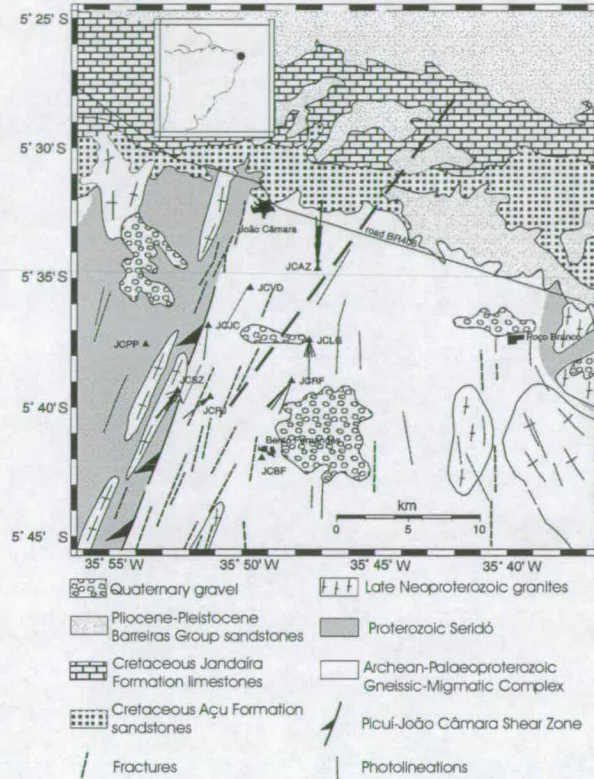 5° 25' S
5° 30' S
João Câmara
road BR406
5° 35' S
JCAZ
JCVD
JCJC
JCPP
JCLB
Poço Branco
JCSZ
JCRF
5° 40' S
Bento Fernandes
JCBF
km
0 5 10
5° 45' S
35° 55' W 35° 50' W 35° 45' W 35° 40' W
Quaternary gravel
Pliocene-Pleistocene
Barreiras Group sandstones
Cretaceous Jandaíra
Formation limestones
Cretaceous Açu Formation
sandstones
Fractures
Late Neoproterozoic granites
Proterozoic Seridó
Archean-Palaeoproterozoic
Gneissic-Migmatic Complex
Picuí-João Câmara Shear Zone
Photolineations